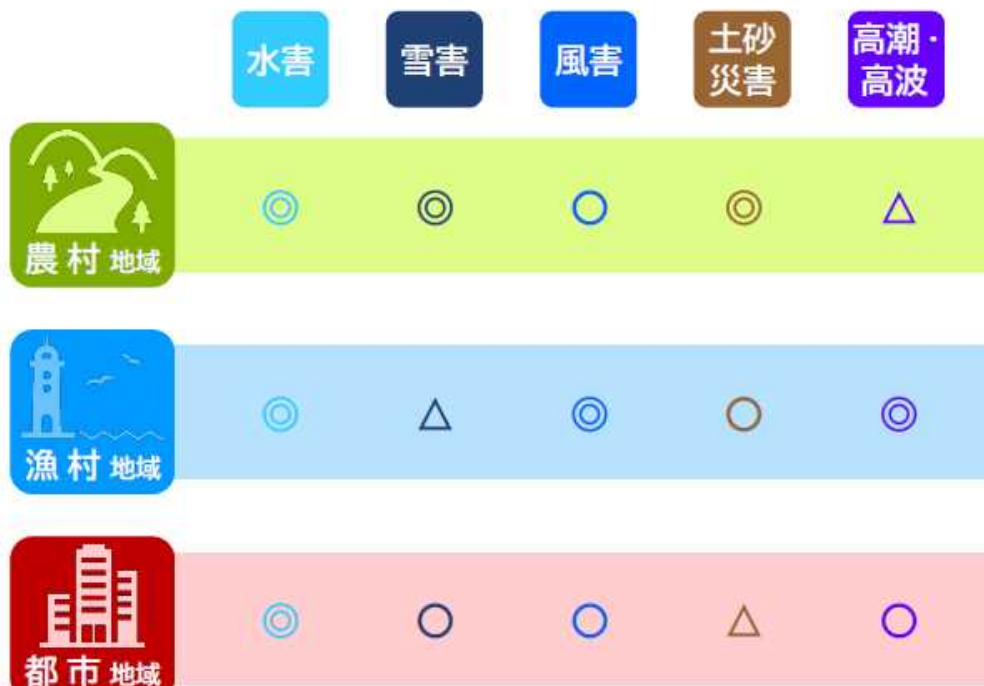 水害 雪害 風害 土砂災害 高潮・高波
農村地域 ◎ ◎ ○ ◎ △
漁村地域 ◎ △ ◎ ○ ◎
都市地域 ◎ ○ ○ △ ○